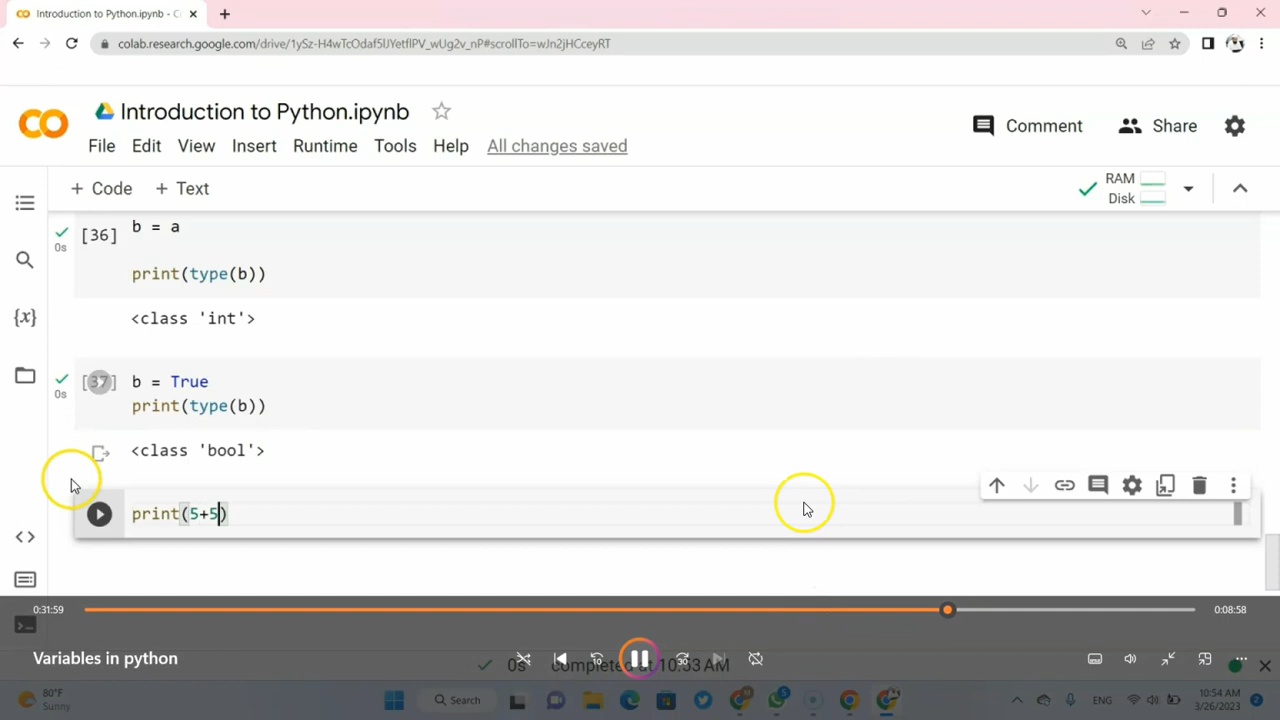 Introduction to Python.ipynb - C
colab.research.google.com/drive/1ySz-H4wTcOdaf5lJYetflPV_wUg2v_nP#scrollTo=wJn2jHCceyRT
Introduction to Python.ipynb
Comment
Share
File Edit View Insert Runtime Tools Help All changes saved
+ Code + Text
RAM
Disk
b = a
[36]
0s
print(type(b))
<class 'int'>
{x}
[37] b = True
0s
print(type(b))
<class 'bool'>
print(5+5)
0:31:59
0:08:58
Variables in python
0s completed at 10:53 AM
80°F
Sunny
Search
ENG
10:54 AM
3/26/2023